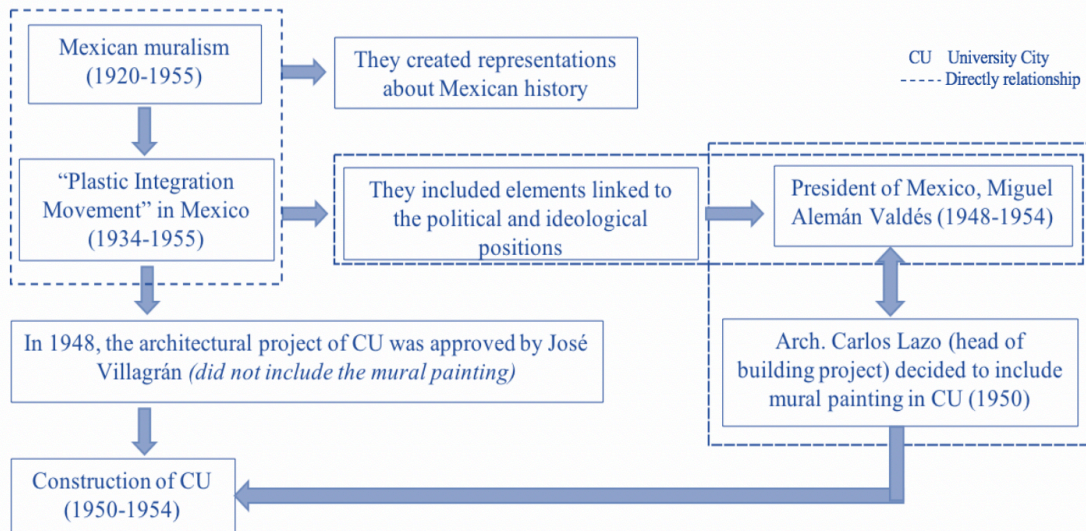 Mexican muralism
(1920-1955)
They created representations
about Mexican history
CU University City
----- Directly relationship
“Plastic Integration
Movement” in Mexico
(1934-1955)
They included elements linked to
the political and ideological
positions
President of Mexico, Miguel
Alemán Valdés (1948-1954)
In 1948, the architectural project of CU was approved by José
Villagrán (did not include the mural painting)
Arch. Carlos Lazo (head of
building project) decided to include
mural painting in CU (1950)
Construction of CU
(1950-1954)